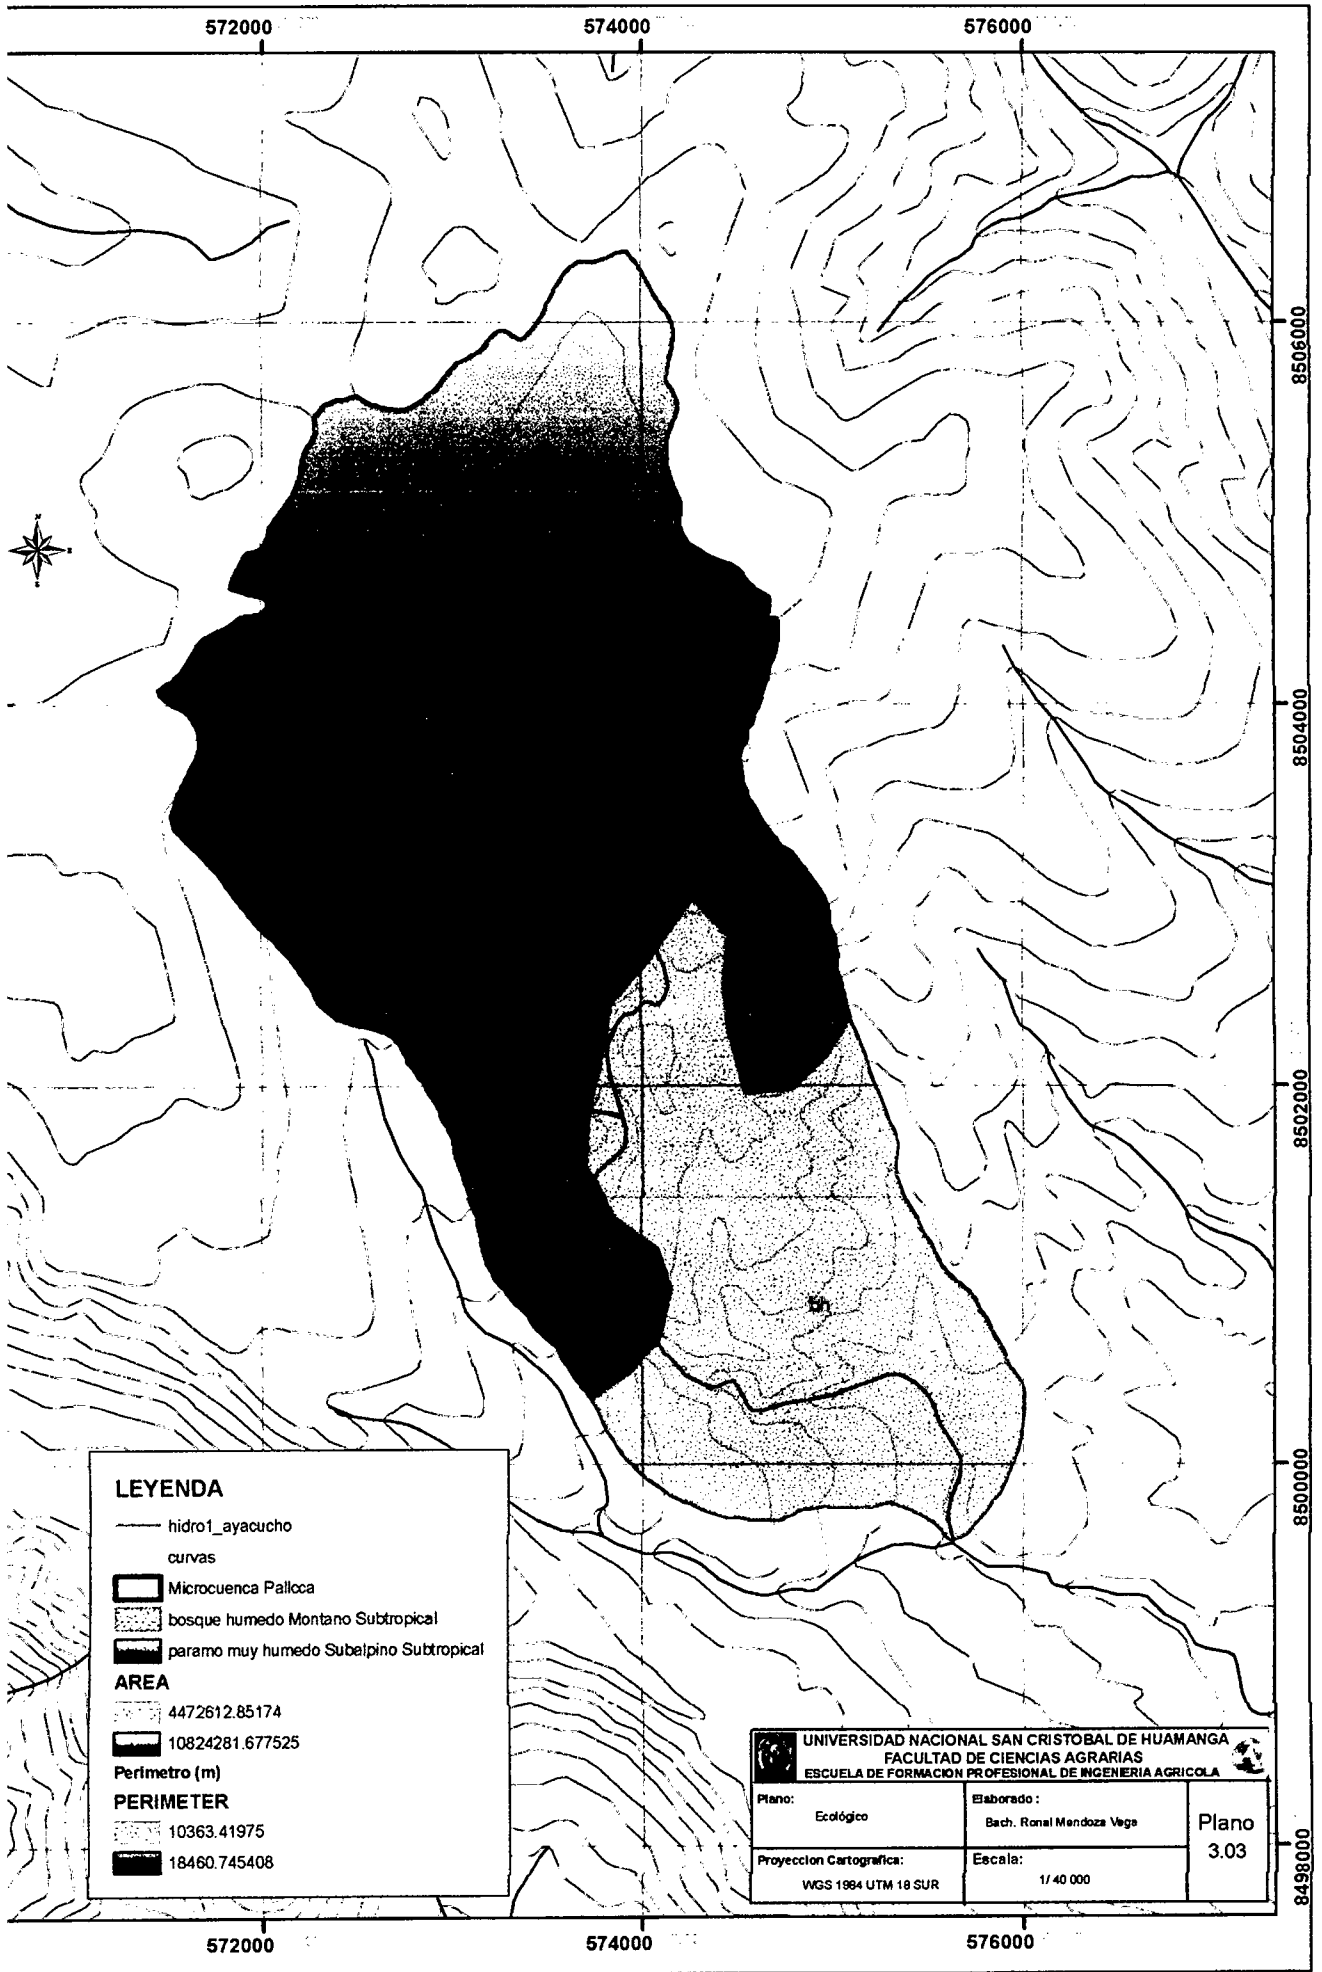 572000 574000 576000
8506000
8504000
8502000
8500000
8498000
bh
LEYENDA
hidro1_ayacucho
curvas
Microcuenca Pallcca
bosque humedo Montano Subtropical
paramo muy humedo Subalpino Subtropical
AREA
4472612.85174
10824281.677525
Perimetro (m)
PERIMETER
10363.41975
18460.745408
UNIVERSIDAD NACIONAL SAN CRISTOBAL DE HUAMANGA
FACULTAD DE CIENCIAS AGRARIAS
ESCUELA DE FORMACION PROFESIONAL DE INGENIERIA AGRICOLA
Plano:
Ecológico
Elaborado :
Bach. Ronal Mendoza Vega
Plano
3.03
Proyeccion Cartografica:
WGS 1984 UTM 18 SUR
Escala:
1/ 40 000
572000 574000 576000